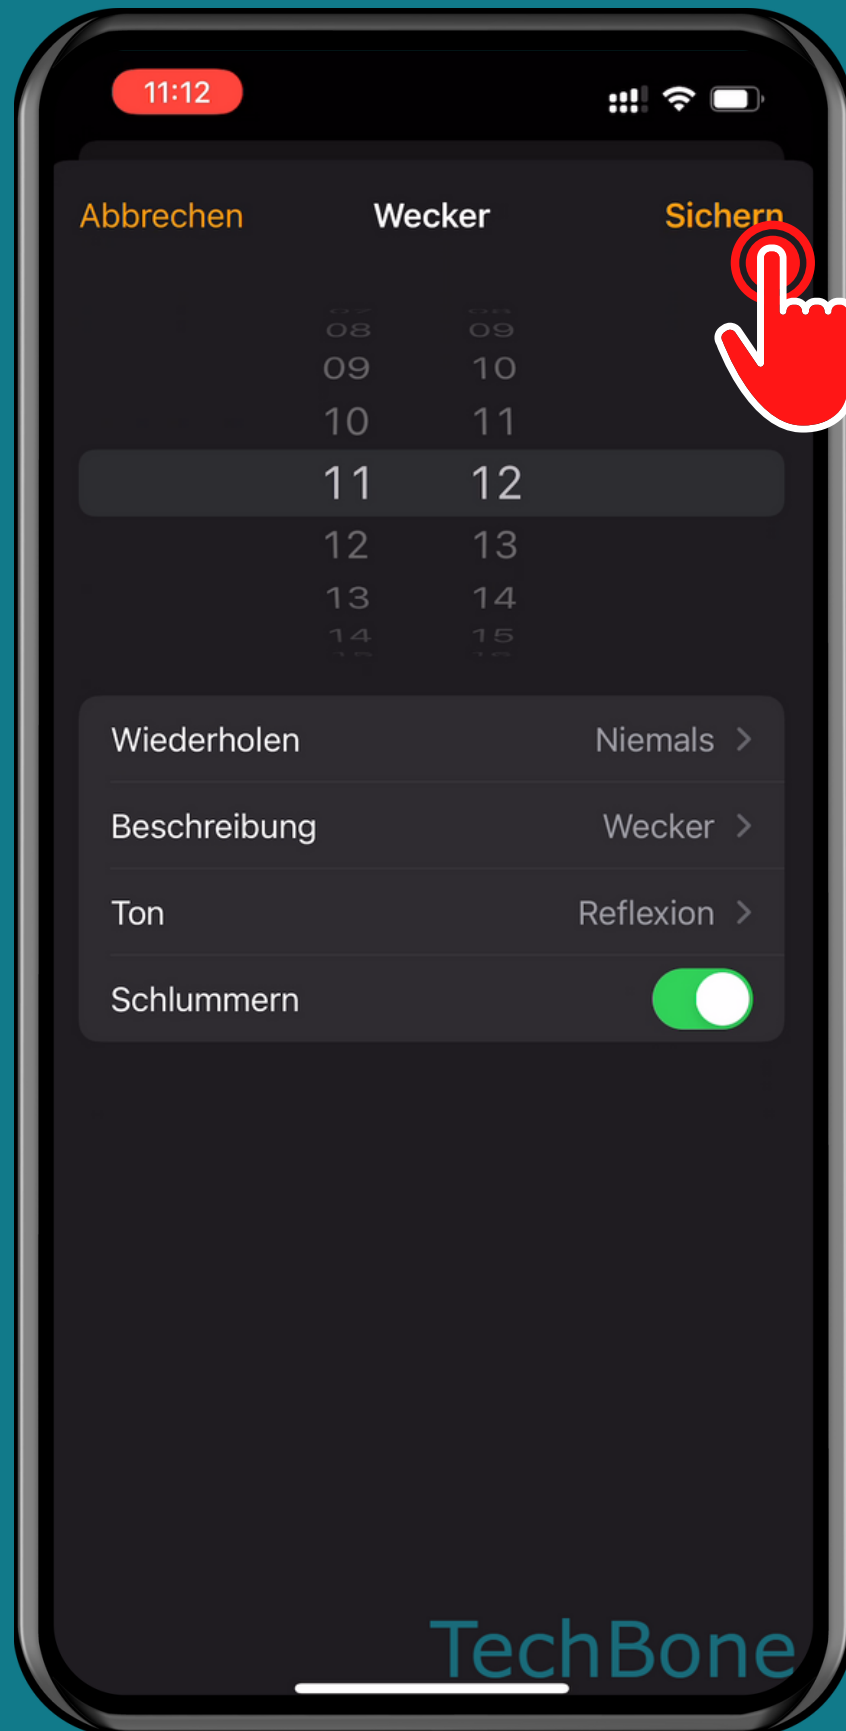 11:12
Abbrechen Wecker Sichern
08 09
09 10
10 11
11 12
12 13
13 14
14 15
Wiederholen Niemals
Beschreibung Wecker
Ton Reflexion
Schlummern
TechBone